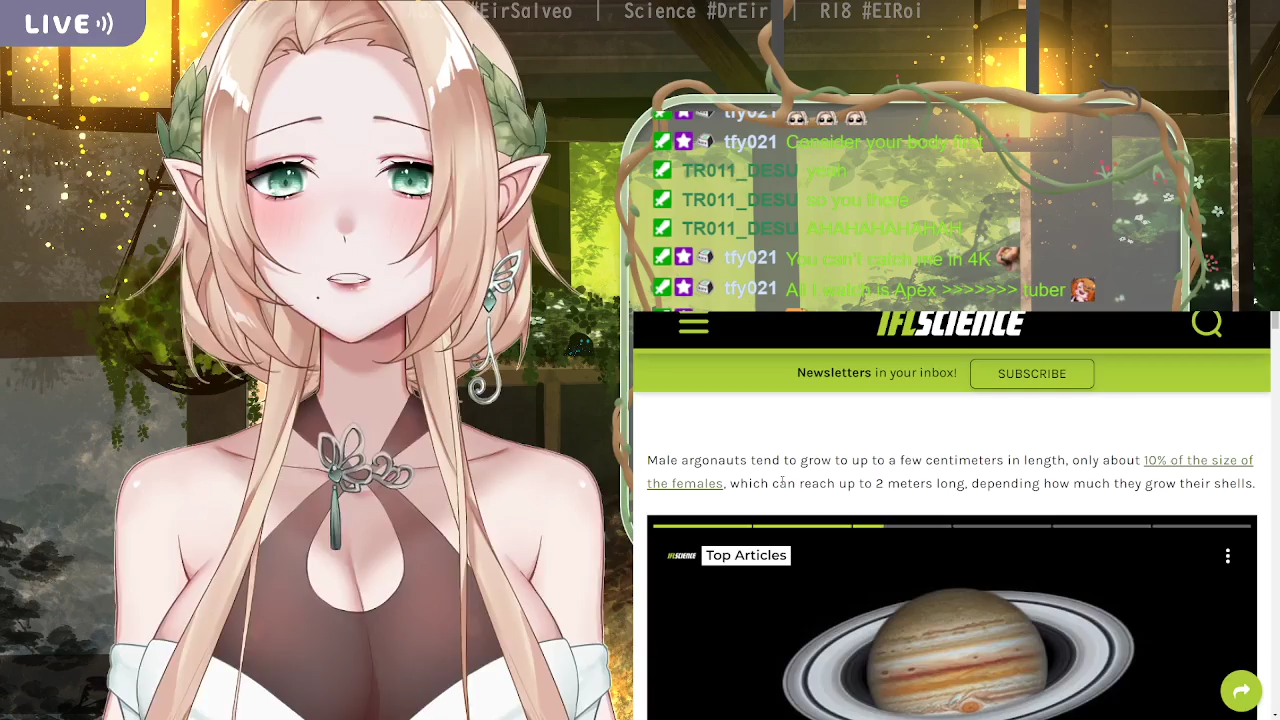 LIVE
#EirSalveo | Science #DrEir | R18 #EIRoi
tfy021
tfy021 Consider your body first
TR011_DESU yeah
TR011_DESU so you there
TR011_DESU AHAHAHAHAHAH
tfy021 You can't catch me in 4K
tfy021 All I watch is Apex >>>>>>> tuber
IFLSCIENCE
Newsletters in your inbox! SUBSCRIBE
Male argonauts tend to grow to up to a few centimeters in length, only about 10% of the size of
the females, which can reach up to 2 meters long, depending how much they grow their shells.
IFLSCIENCE Top Articles